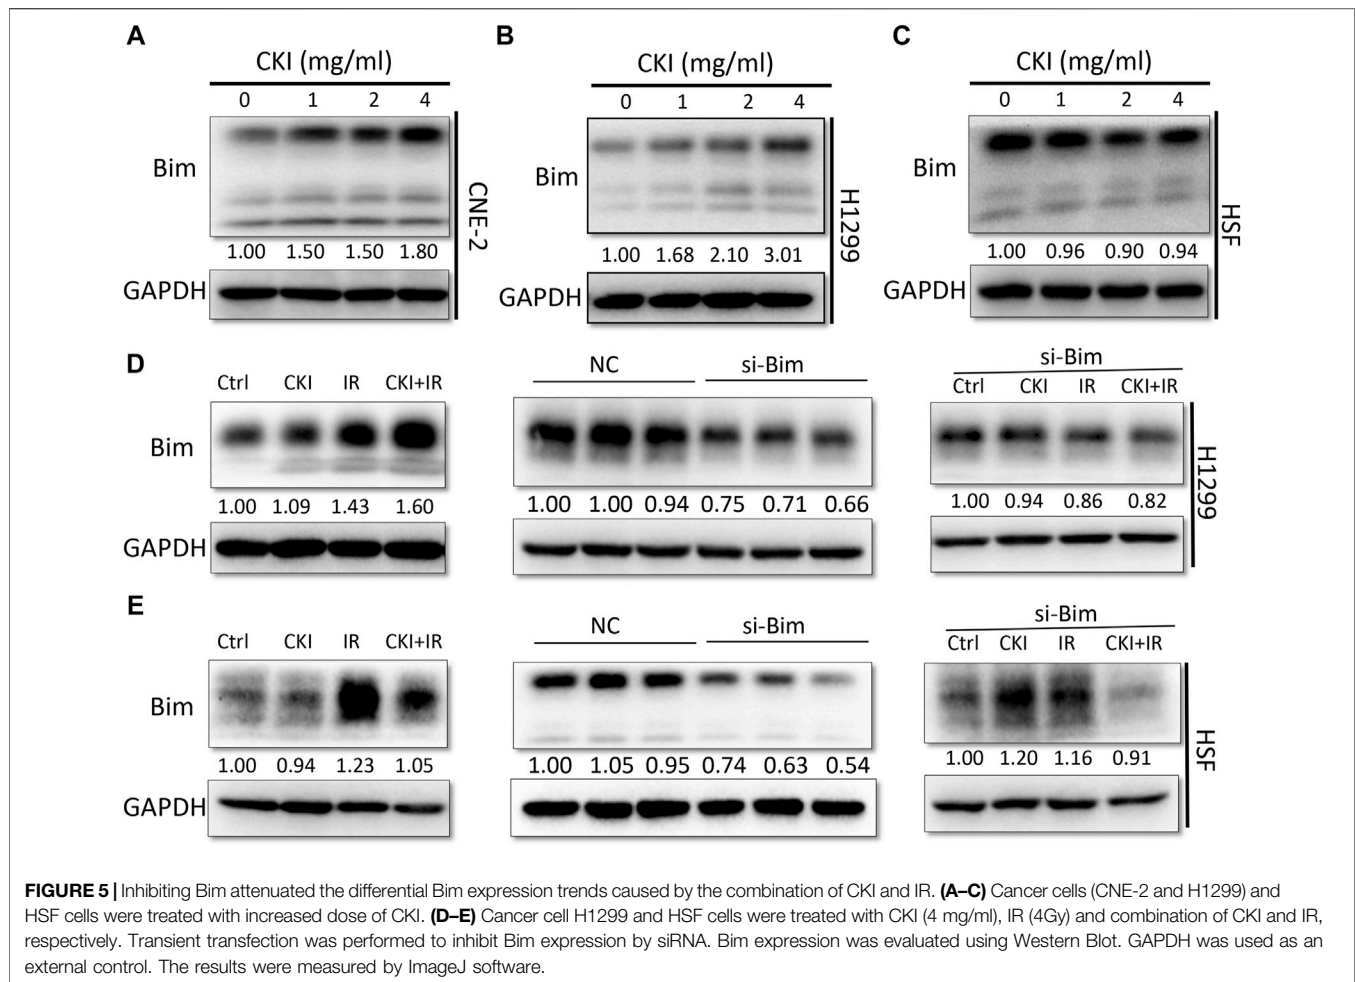 A
B
C
CKI (mg/ml)
CKI (mg/ml)
CKI (mg/ml)
0 1 2 4
0 1 2 4
0 1 2 4
Bim
CNE-2
Bim
H1299
Bim
HSF
1.00 1.50 1.50 1.80
1.00 1.68 2.10 3.01
1.00 0.96 0.90 0.94
GAPDH
GAPDH
GAPDH
D
Ctrl CKI IR CKI+IR
NC si-Bim
si-Bim
Ctrl CKI IR CKI+IR
Bim
H1299
1.00 1.09 1.43 1.60
1.00 1.00 0.94 0.75 0.71 0.66
1.00 0.94 0.86 0.82
GAPDH
E
Ctrl CKI IR CKI+IR
NC si-Bim
si-Bim
Ctrl CKI IR CKI+IR
Bim
HSF
1.00 0.94 1.23 1.05
1.00 1.05 0.95 0.74 0.63 0.54
1.00 1.20 1.16 0.91
GAPDH
FIGURE 5 | Inhibiting Bim attenuated the differential Bim expression trends caused by the combination of CKI and IR. (A–C) Cancer cells (CNE-2 and H1299) and
HSF cells were treated with increased dose of CKI. (D–E) Cancer cell H1299 and HSF cells were treated with CKI (4 mg/ml), IR (4Gy) and combination of CKI and IR,
respectively. Transient transfection was performed to inhibit Bim expression by siRNA. Bim expression was evaluated using Western Blot. GAPDH was used as an
external control. The results were measured by ImageJ software.